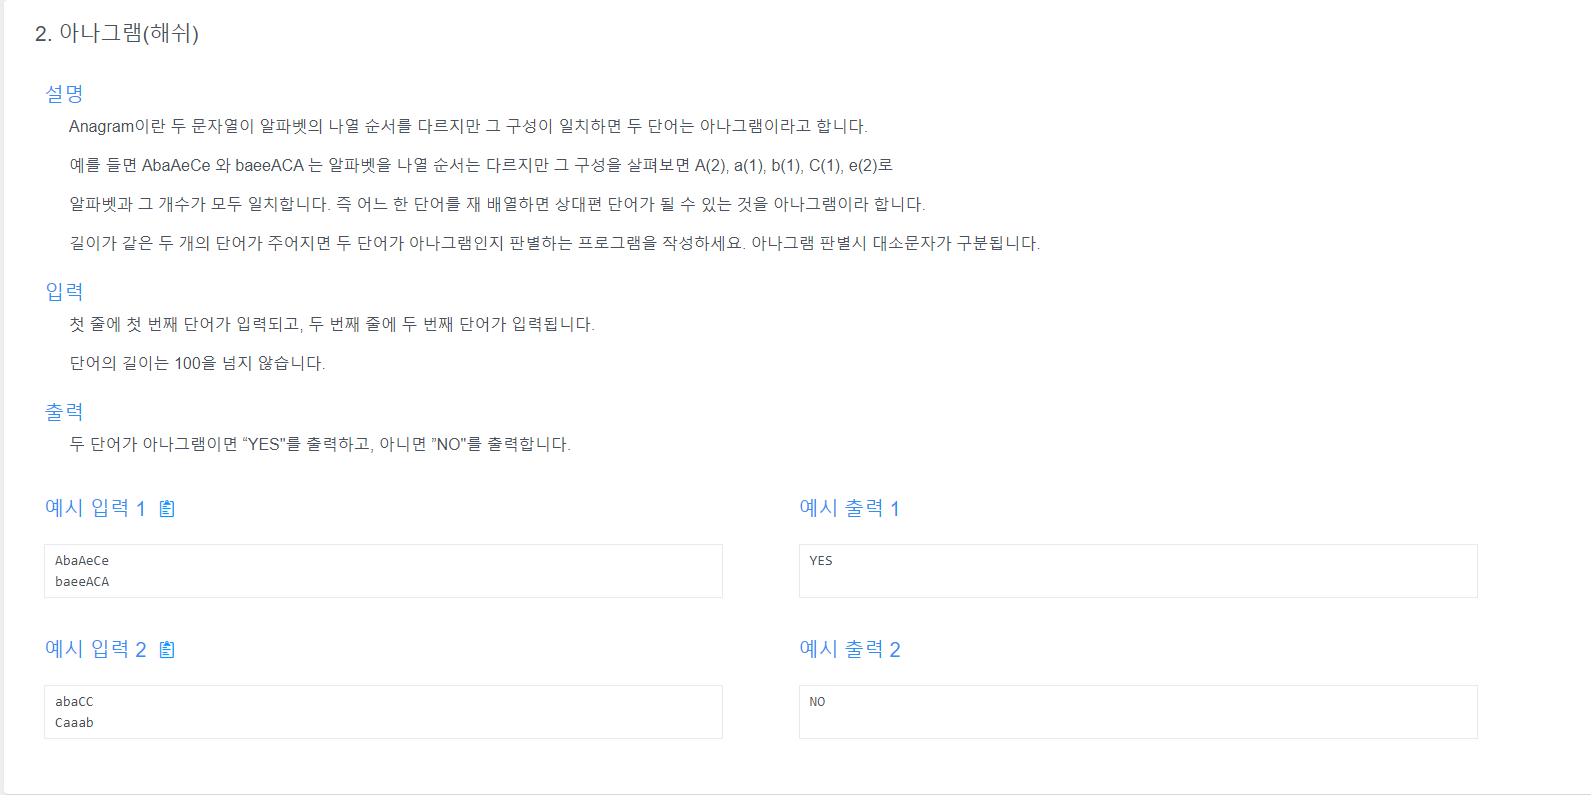 2. 아나그램(해쉬)
설명
Anagram이란 두 문자열이 알파벳의 나열 순서를 다르지만 그 구성이 일치하면 두 단어는 아나그램이라고 합니다.
예를 들면 AbaAeCe 와 baeeACA 는 알파벳을 나열 순서는 다르지만 그 구성을 살펴보면 A(2), a(1), b(1), C(1), e(2)로
알파벳과 그 개수가 모두 일치합니다. 즉 어느 한 단어를 재 배열하면 상대편 단어가 될 수 있는 것을 아나그램이라 합니다.
길이가 같은 두 개의 단어가 주어지면 두 단어가 아나그램인지 판별하는 프로그램을 작성하세요. 아나그램 판별시 대소문자가 구분됩니다.
입력
첫 줄에 첫 번째 단어가 입력되고, 두 번째 줄에 두 번째 단어가 입력됩니다.
단어의 길이는 100을 넘지 않습니다.
출력
두 단어가 아나그램이면 “YES"를 출력하고, 아니면 ”NO"를 출력합니다.
예시 입력 1
예시 출력 1
AbaAeCe
baeeACA
YES
예시 입력 2
예시 출력 2
abaCC
Caaab
NO